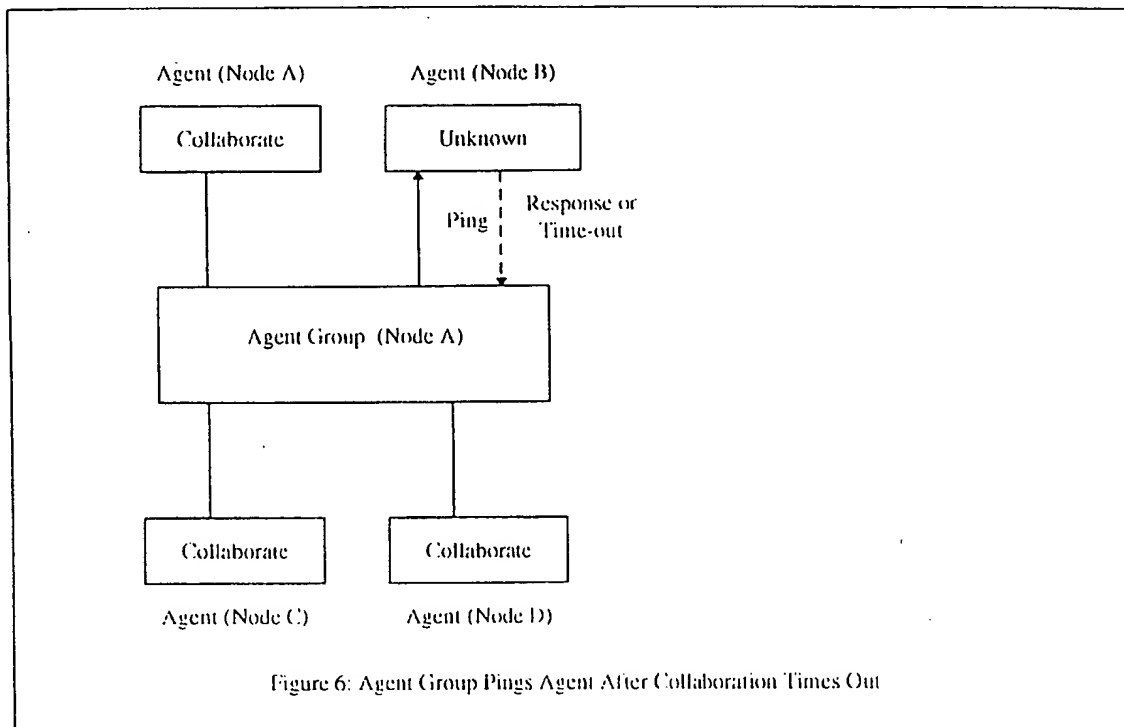 Agent (Node A)
Agent (Node B)
Collaborate
Unknown
Ping
Response or
Time-out
Agent Group (Node A)
Collaborate
Collaborate
Agent (Node C)
Agent (Node D)
Figure 6: Agent Group Pings Agent After Collaboration Times Out